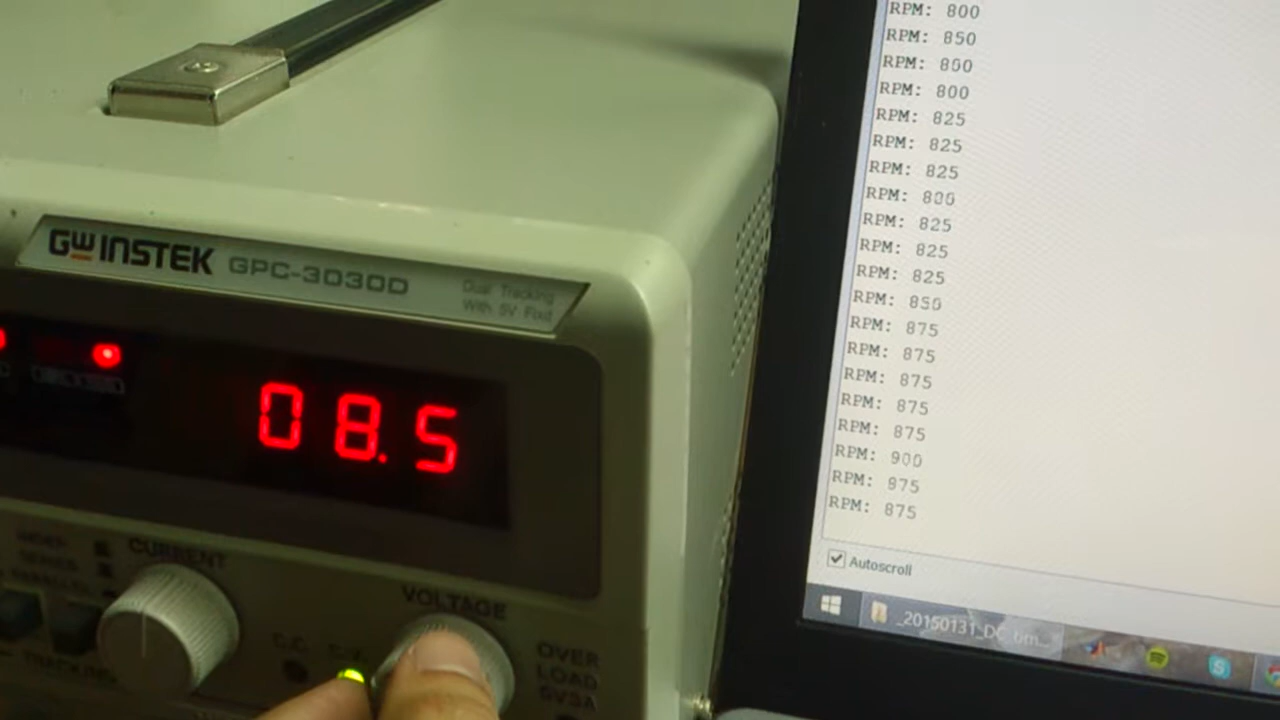 GWINSTEK GPC-3030D
Dual Tracking
With 5V Fixd
08.5
CURRENT
VOLTAGE
C.C.
C.V.
OVER
LOAD
5V3A
TRACKING
RPM: 800
RPM: 850
RPM: 800
RPM: 800
RPM: 825
RPM: 825
RPM: 825
RPM: 800
RPM: 825
RPM: 825
RPM: 825
RPM: 850
RPM: 875
RPM: 875
RPM: 875
RPM: 875
RPM: 875
RPM: 900
RPM: 875
RPM: 875
Autoscroll
_20150131_DC